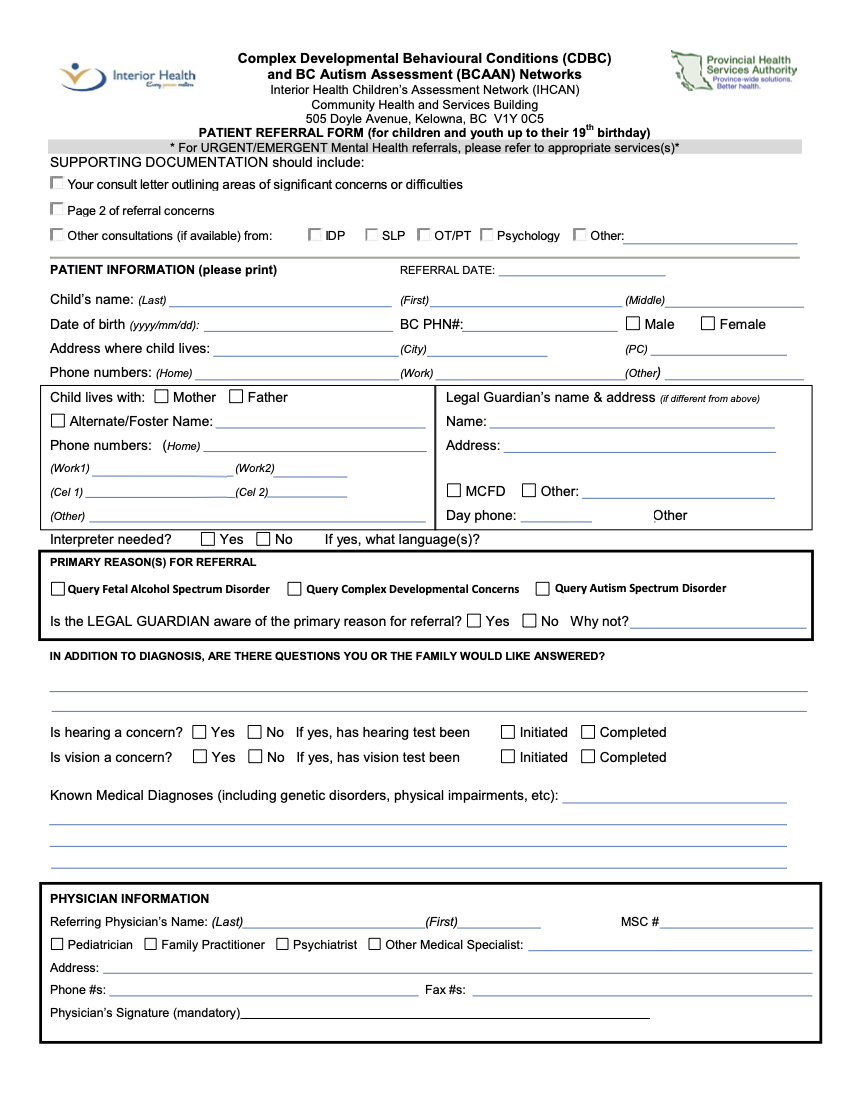 Interior Health
Every person matters
Complex Developmental Behavioural Conditions (CDBC)
and BC Autism Assessment (BCAAN) Networks
Interior Health Children's Assessment Network (IHCAN)
Community Health and Services Building
505 Doyle Avenue, Kelowna, BC V1Y 0C5
Provincial Health
Services Authority
Province-wide solutions.
Better health.
PATIENT REFERRAL FORM (for children and youth up to their 19th birthday)
* For URGENT/EMERGENT Mental Health referrals, please refer to appropriate services(s)*
SUPPORTING DOCUMENTATION should include:
Your consult letter outlining areas of significant concerns or difficulties
Page 2 of referral concerns
Other consultations (if available) from: IDP SLP OT/PT Psychology Other:
PATIENT INFORMATION (please print) REFERRAL DATE:
Child's name: (Last) (First) (Middle)
Date of birth (yyyy/mm/dd): BC PHN#: Male Female
Address where child lives: (City) (PC)
Phone numbers: (Home) (Work) (Other)
Child lives with: Mother Father
Alternate/Foster Name:
Phone numbers: (Home)
(Work1) (Work2)
(Cel 1) (Cel 2)
(Other)
Legal Guardian's name & address (if different from above)
Name:
Address:
MCFD Other:
Day phone: Other
Interpreter needed? Yes No If yes, what language(s)?
PRIMARY REASON(S) FOR REFERRAL
Query Fetal Alcohol Spectrum Disorder Query Complex Developmental Concerns Query Autism Spectrum Disorder
Is the LEGAL GUARDIAN aware of the primary reason for referral? Yes No Why not?
IN ADDITION TO DIAGNOSIS, ARE THERE QUESTIONS YOU OR THE FAMILY WOULD LIKE ANSWERED?
Is hearing a concern? Yes No If yes, has hearing test been Initiated Completed
Is vision a concern? Yes No If yes, has vision test been Initiated Completed
Known Medical Diagnoses (including genetic disorders, physical impairments, etc):
PHYSICIAN INFORMATION
Referring Physician's Name: (Last) (First) MSC #
Pediatrician Family Practitioner Psychiatrist Other Medical Specialist:
Address:
Phone #s: Fax #s:
Physician's Signature (mandatory)